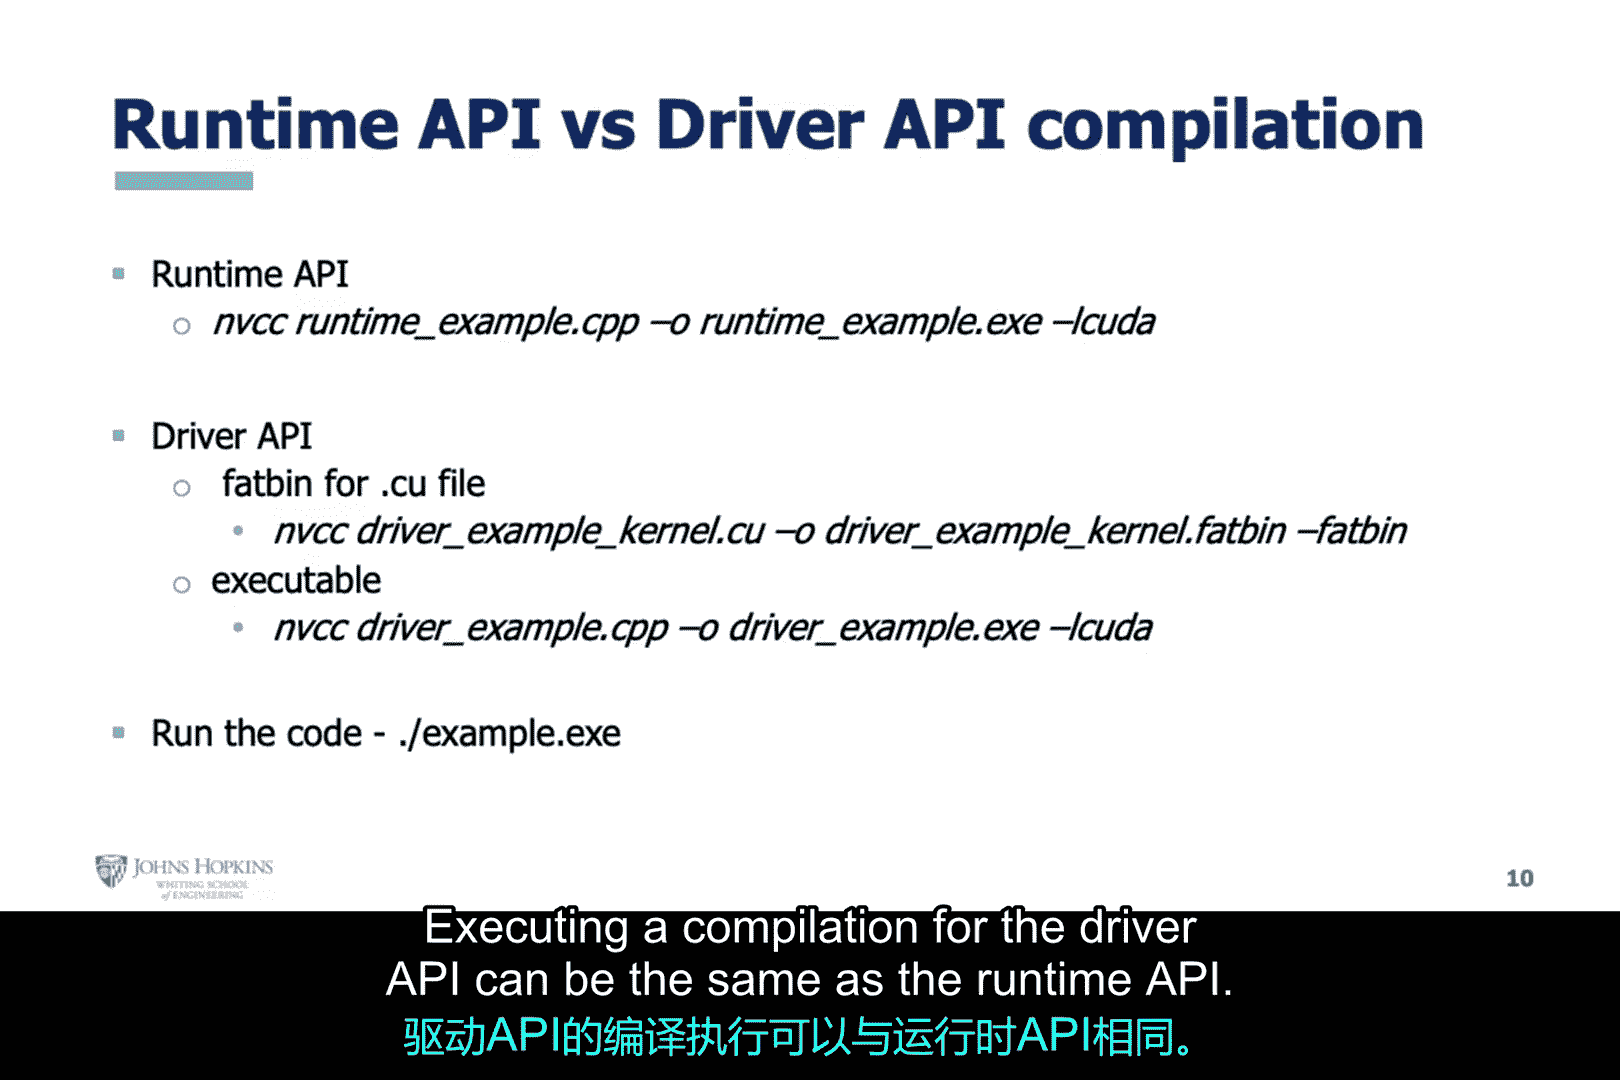 Runtime API vs Driver API compilation
Runtime API
nvcc runtime_example.cpp –o runtime_example.exe –lcuda
Driver API
fatbin for .cu file
nvcc driver_example_kernel.cu –o driver_example_kernel.fatbin –fatbin
executable
nvcc driver_example.cpp –o driver_example.exe –lcuda
Run the code - ./example.exe
JOHNS HOPKINS
WHITING SCHOOL
of ENGINEERING
10
Executing a compilation for the driver
API can be the same as the runtime API.
驱动API的编译执行可以与运行时API相同。